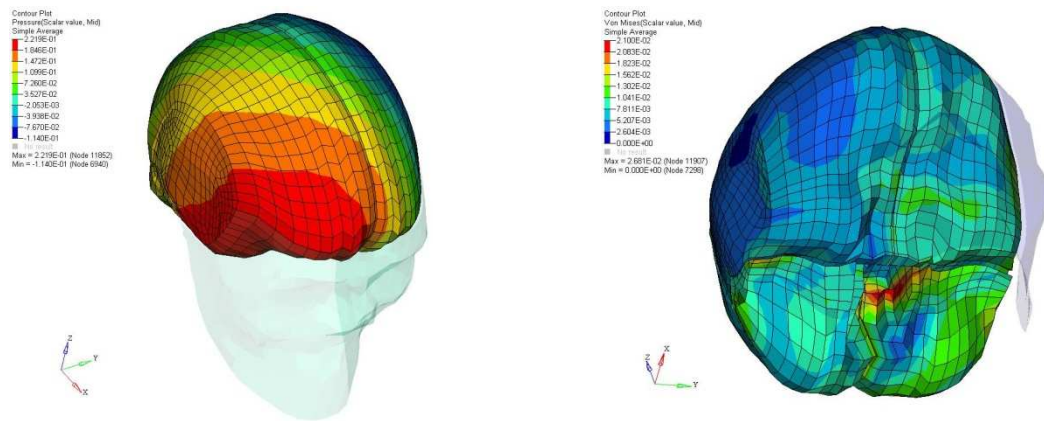 Contour Plot
Pressure(Scalar value, Mid)
Simple Average
2.219E-01
1.846E-01
1.472E-01
1.099E-01
7.260E-02
3.527E-02
-2.053E-03
-3.938E-02
-7.670E-02
-1.140E-01
No result
Max = 2.219E-01 (Node 11852)
Min = -1.140E-01 (Node 6940)
Z
Y
X
Contour Plot
Von Mises(Scalar value, Mid)
Simple Average
2.100E-02
2.083E-02
1.823E-02
1.562E-02
1.302E-02
1.041E-02
7.811E-03
5.207E-03
2.604E-03
0.000E+00
No result
Max = 2.681E-02 (Node 11907)
Min = 0.000E+00 (Node 7298)
X
Z
Y